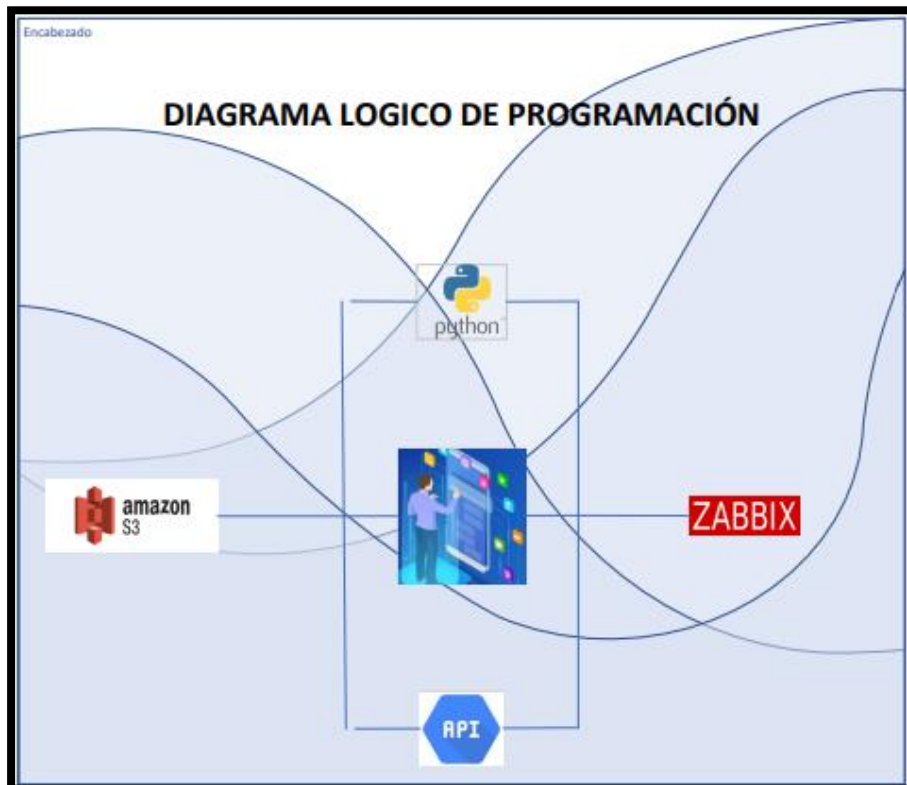 Encabezado
DIAGRAMA LOGICO DE PROGRAMACIÓN
python
amazon
S3
ZABBIX
API